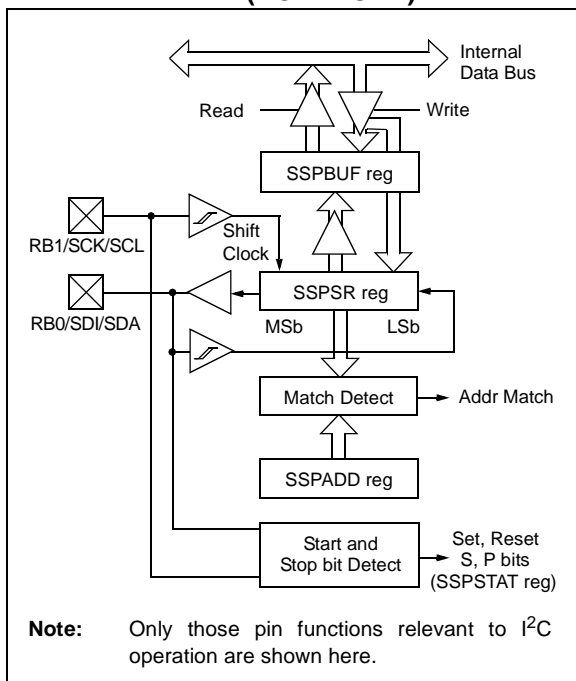 Internal
Data Bus
Read
Write
SSPBUF reg
RB1/SCK/SCL
Shift
Clock
SSPSR reg
RB0/SDI/SDA
MSb
LSb
Match Detect
Addr Match
SSPADD reg
Start and
Stop bit Detect
Set, Reset
S, P bits
(SSPSTAT reg)
Note: Only those pin functions relevant to I²C
operation are shown here.